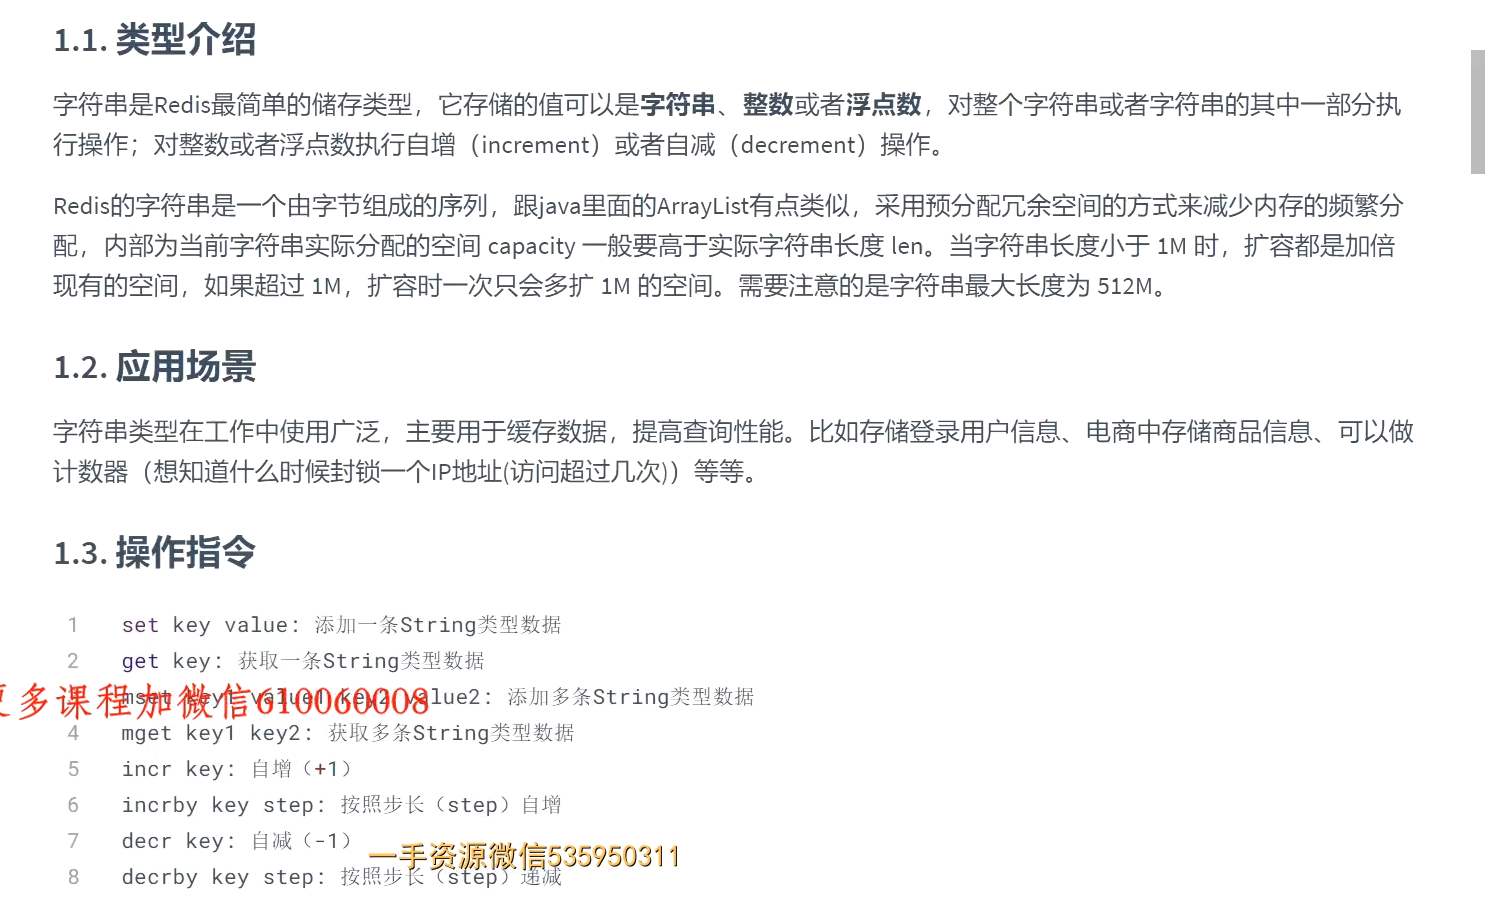 1.1. 类型介绍
字符串是Redis最简单的储存类型，它存储的值可以是字符串、整数或者浮点数，对整个字符串或者字符串的其中一部分执
行操作；对整数或者浮点数执行自增（increment）或者自减（decrement）操作。
Redis的字符串是一个由字节组成的序列，跟java里面的ArrayList有点类似，采用预分配冗余空间的方式来减少内存的频繁分
配，内部为当前字符串实际分配的空间 capacity 一般要高于实际字符串长度 len。当字符串长度小于 1M 时，扩容都是加倍
现有的空间，如果超过 1M，扩容时一次只会多扩 1M 的空间。需要注意的是字符串最大长度为 512M。
1.2. 应用场景
字符串类型在工作中使用广泛，主要用于缓存数据，提高查询性能。比如存储登录用户信息、电商中存储商品信息、可以做
计数器（想知道什么时候封锁一个IP地址(访问超过几次)）等等。
1.3. 操作指令
1 set key value: 添加一条String类型数据
2 get key: 获取一条String类型数据
mset key1 value1 key2 value2: 添加多条String类型数据
更多课程加微信610060008
4 mget key1 key2: 获取多条String类型数据
5 incr key: 自增（+1）
6 incrby key step: 按照步长（step）自增
7 decr key: 自减（-1）
一手资源微信535950311
8 decrby key step: 按照步长（step）递减